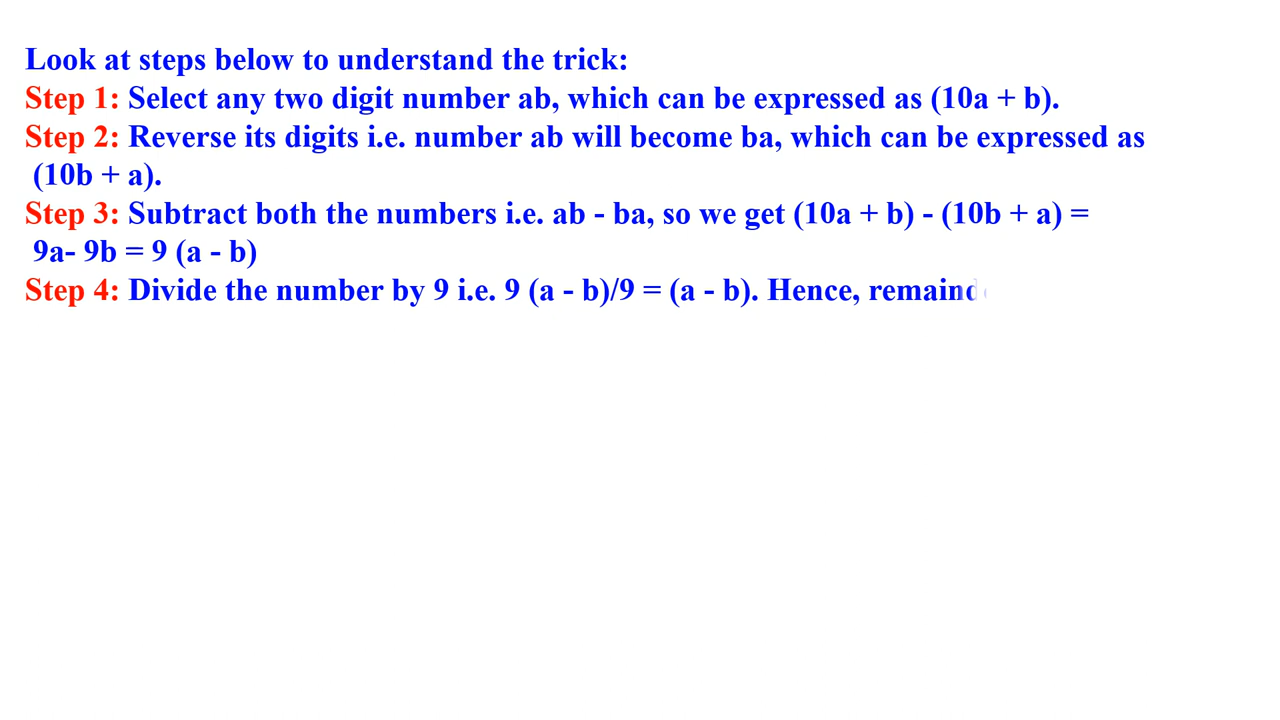 Look at steps below to understand the trick:
Step 1: Select any two digit number ab, which can be expressed as (10a + b).
Step 2: Reverse its digits i.e. number ab will become ba, which can be expressed as
(10b + a).
Step 3: Subtract both the numbers i.e. ab - ba, so we get (10a + b) - (10b + a) =
9a- 9b = 9 (a - b)
Step 4: Divide the number by 9 i.e. 9 (a - b)/9 = (a - b). Hence,